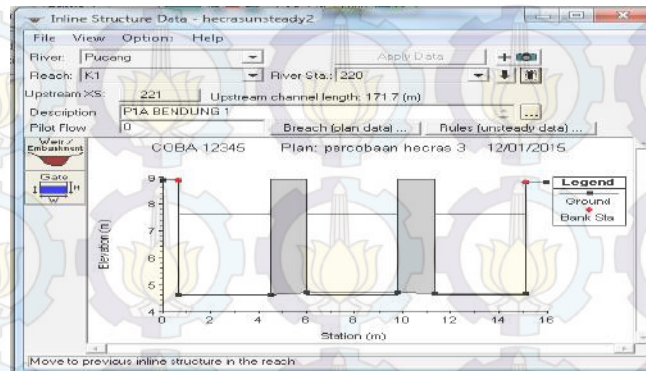 Inline Structure Data - hecrasunsteady2
File View Options Help
River: Pucang Apply Data
Reach: K1 River Sta.: 220
Upstream XS: 221 Upstream channel length: 171.7 (m)
Description P1A BENDUNG 1 ...
Pilot Flow 0 Breach (plan data) ... Rules (unsteady data) ...
Weir / Embankment
Gate
COBA 12345 Plan: percobaan hecras 3 12/01/2015
Legend
Ground
Bank Sta
Elevation (m)
9
8
7
6
5
4
0 2 4 6 8 10 12 14 16
Station (m)
Move to previous inline structure in the reach